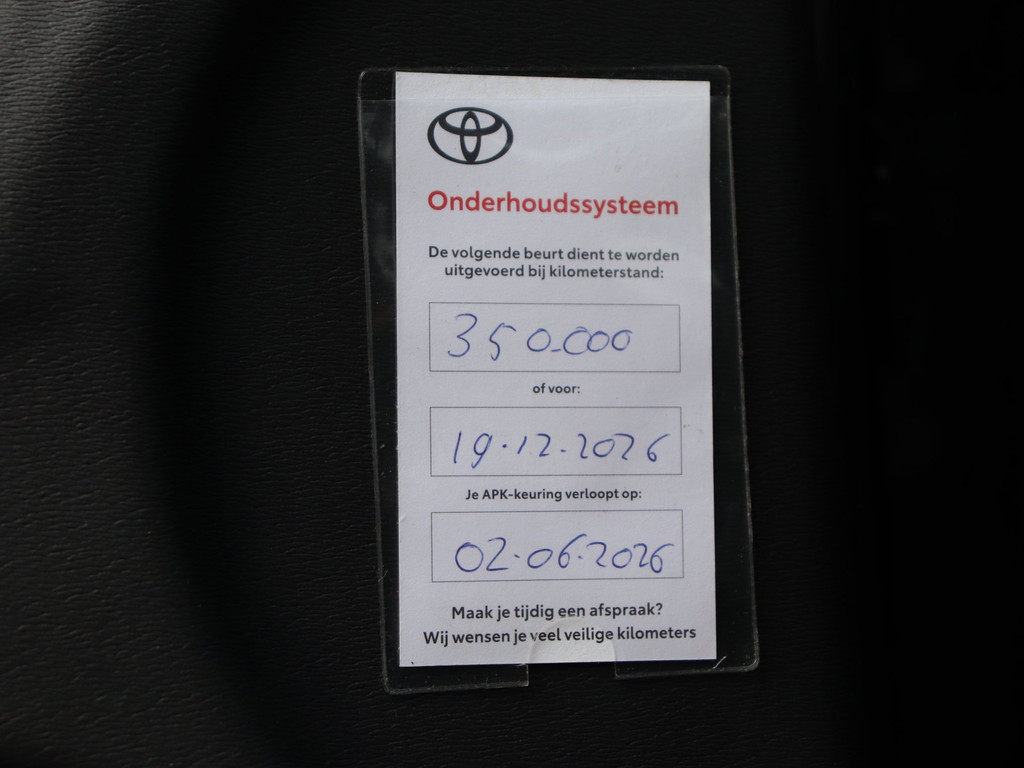 Onderhoudssysteem
De volgende beurt dient te worden
uitgevoerd bij kilometerstand:
350.000
of voor:
19.12.2026
Je APK-keuring verloopt op:
02.06.2026
Maak je tijdig een afspraak?
Wij wensen je veel veilige kilometers